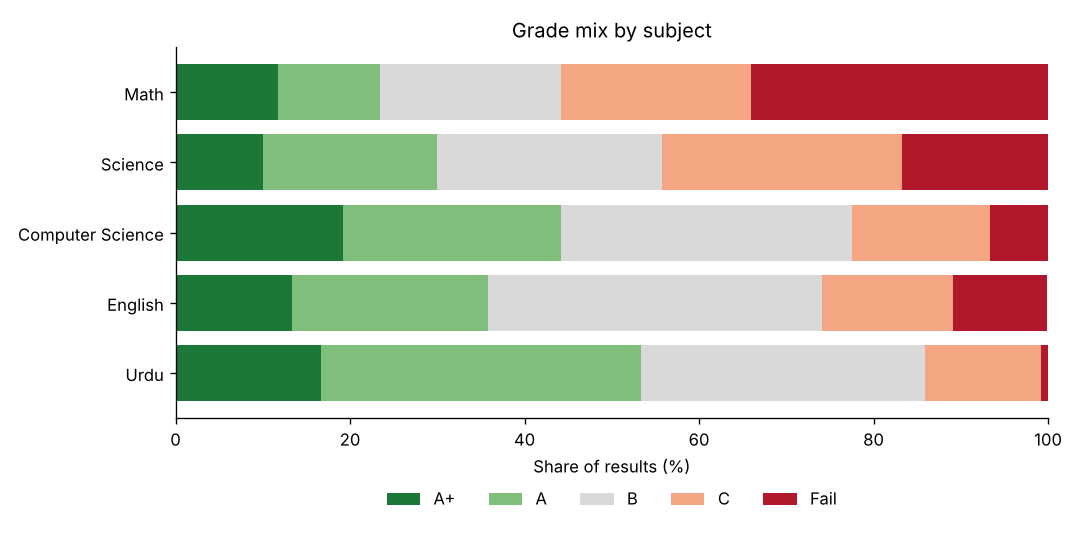 Grade mix by subject
Math
Science
Computer Science
English
Urdu
0 20 40 60 80 100
Share of results (%)
A+ A B C Fail